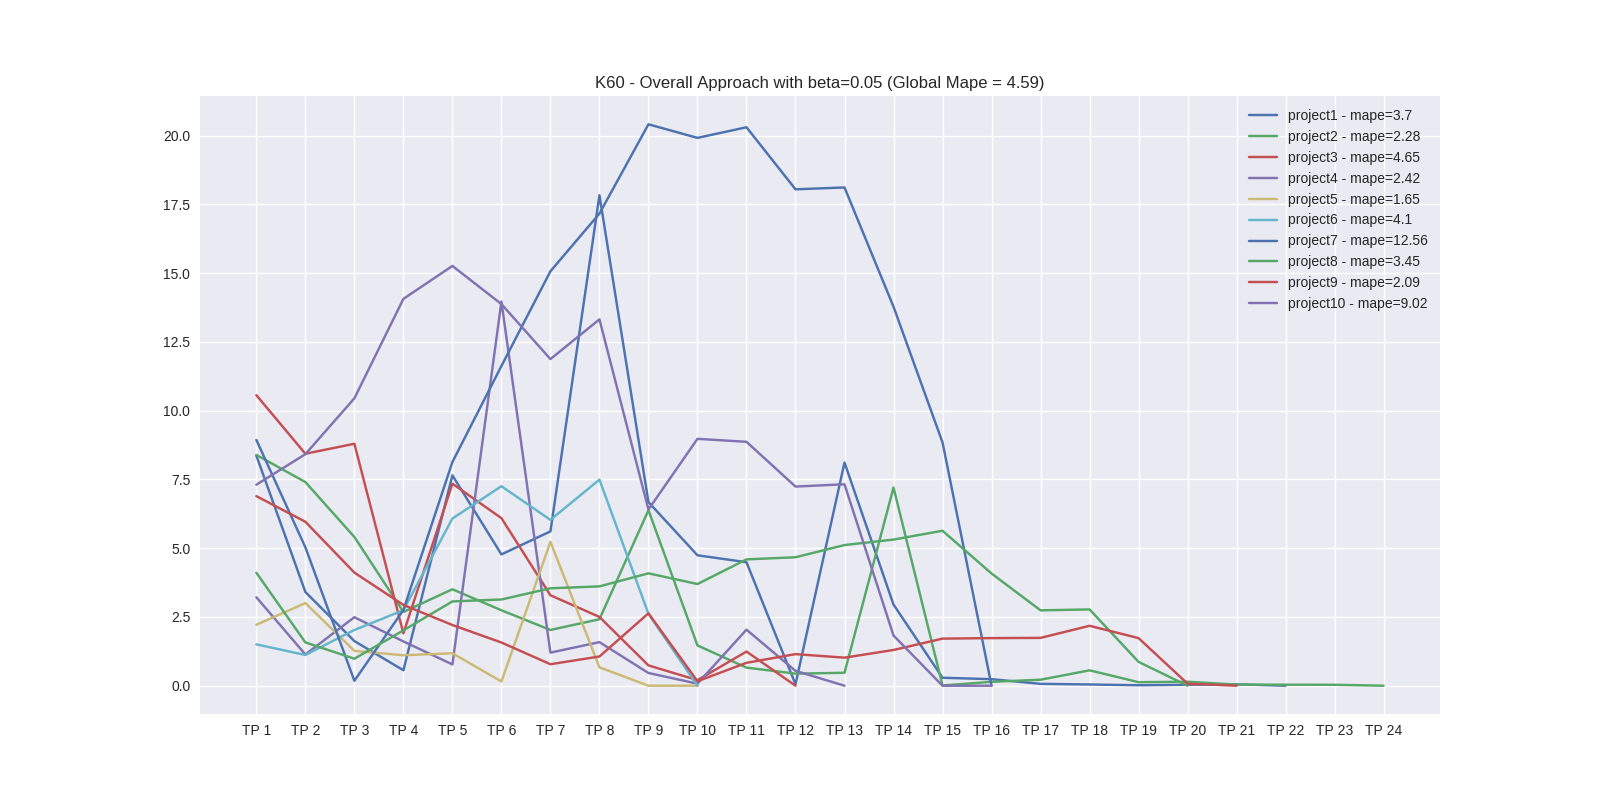 K60 - Overall Approach with beta=0.05 (Global Mape = 4.59)
project1 - mape=3.7
project2 - mape=2.28
project3 - mape=4.65
project4 - mape=2.42
project5 - mape=1.65
project6 - mape=4.1
project7 - mape=12.56
project8 - mape=3.45
project9 - mape=2.09
project10 - mape=9.02
20.0
17.5
15.0
12.5
10.0
7.5
5.0
2.5
0.0
TP 1 TP 2 TP 3 TP 4 TP 5 TP 6 TP 7 TP 8 TP 9 TP 10 TP 11 TP 12 TP 13 TP 14 TP 15 TP 16 TP 17 TP 18 TP 19 TP 20 TP 21 TP 22 TP 23 TP 24